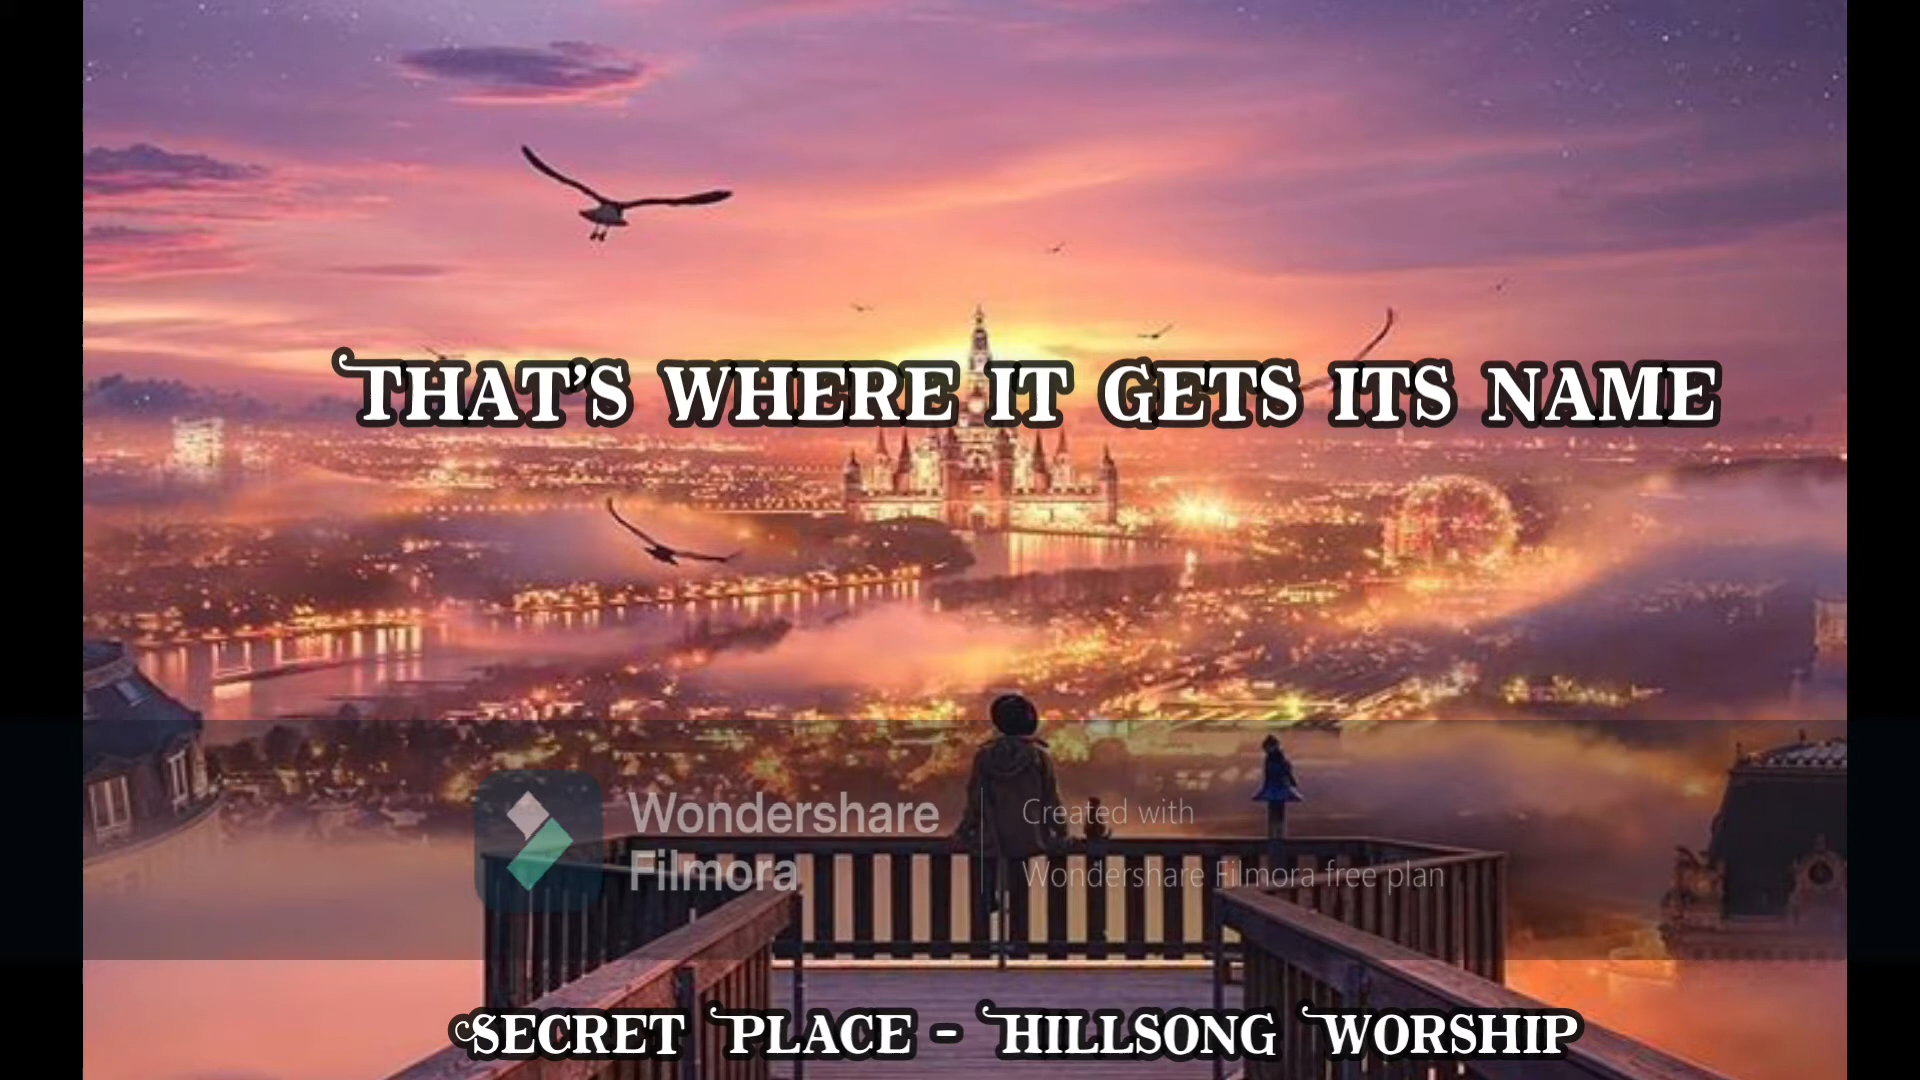 THAT'S WHERE IT GETS ITS NAME
Wondershare
Filmora
Created with
Wondershare Filmora free plan
SECRET PLACE - HILLSONG WORSHIP